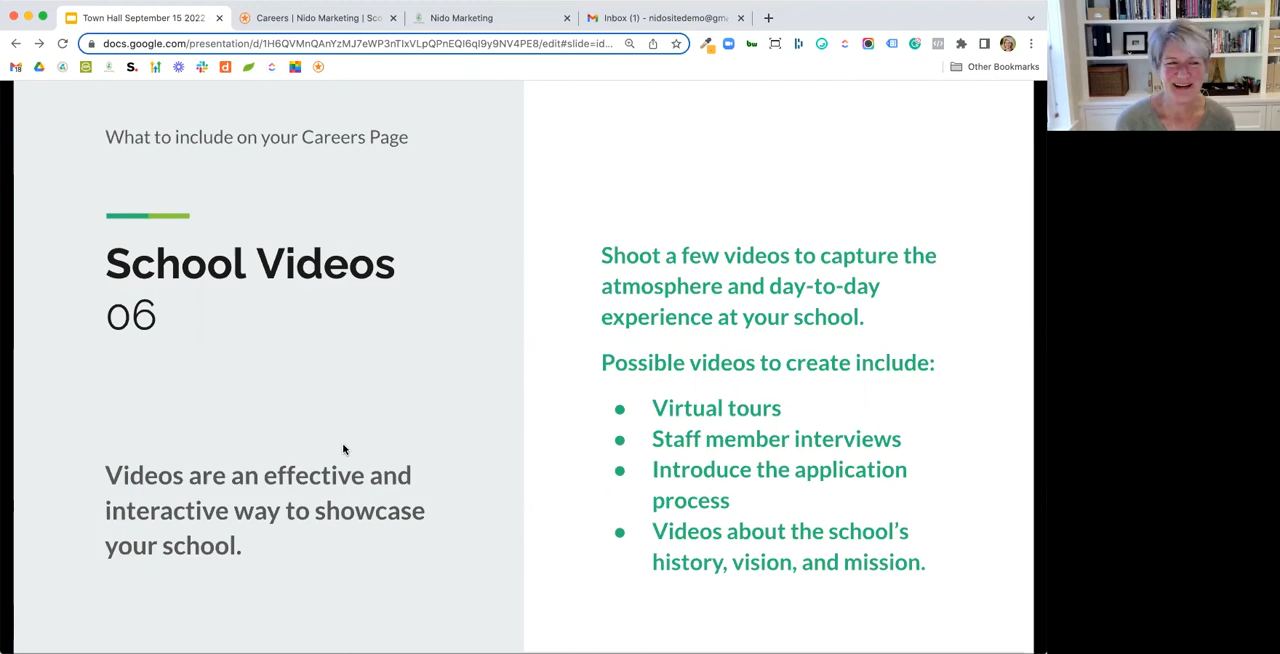 Town Hall September 15 2022
Careers | Nido Marketing | Sco
Nido Marketing
Inbox (1) - nidositedemo@gm
docs.google.com/presentation/d/1H6QVMnQAnYzMJ7eWP3nTIxVLpQPnEQI6qI9y9NV4PE8/edit#slide=id...
Other Bookmarks
What to include on your Careers Page
School Videos
06
Videos are an effective and
interactive way to showcase
your school.
Shoot a few videos to capture the
atmosphere and day-to-day
experience at your school.
Possible videos to create include:
● Virtual tours
● Staff member interviews
● Introduce the application
process
● Videos about the school's
history, vision, and mission.